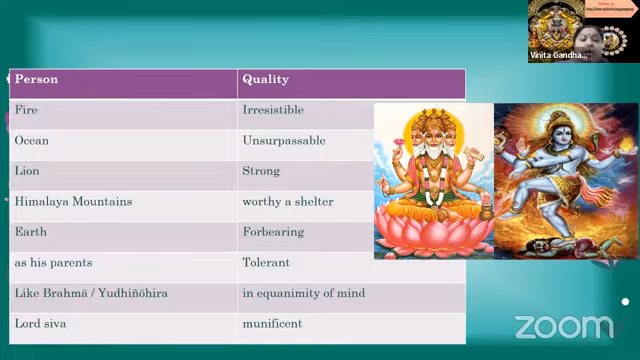 Person Quality
Fire Irresistible
Ocean Unsurpassable
Lion Strong
Himalaya Mountains worthy a shelter
Earth Forbearing
as his parents Tolerant
Like Brahmä / Yudhiñöhira in equanimity of mind
Lord siva munificent
Vinita Gandha...
zoom